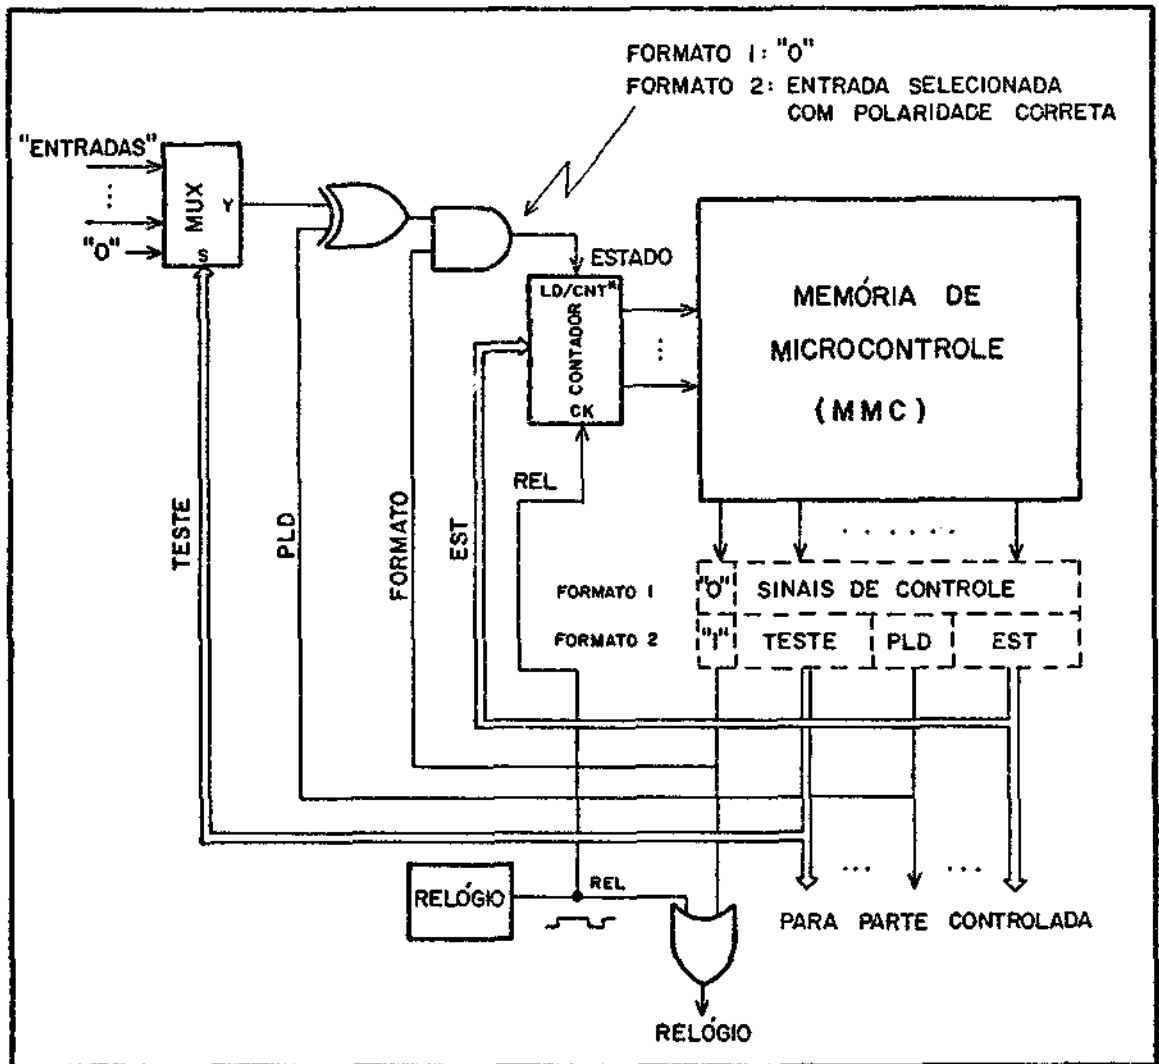 FORMATO 1: "0"
FORMATO 2: ENTRADA SELECIONADA
COM POLARIDADE CORRETA
"ENTRADAS"
MUX
Y
"0"
S
ESTADO
LD/CNT*
CONTADOR
CK
MEMÓRIA DE
MICROCONTROLE
(MMC)
TESTE
PLD
FORMATO
EST
REL
FORMATO 1
"0"
SINAIS DE CONTROLE
FORMATO 2
"1"
TESTE
PLD
EST
RELÓGIO
REL
PARA PARTE CONTROLADA
RELÓGIO